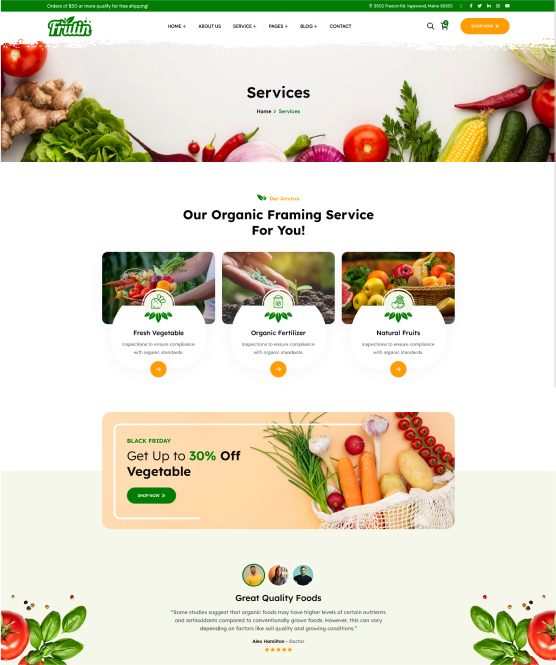 Orders of $50 or more qualify for free shipping!
8502 Preston Rd. Inglewood, Maine 98380
Frutin
HOME +
ABOUT US
SERVICE +
PAGES +
BLOG +
CONTACT
SHOP NOW
Services
Home > Services
Our Services
Our Organic Framing Service
For You!
Fresh Vegetable
Inspections to ensure compliance
with organic standards.
Organic Fertilizer
Inspections to ensure compliance
with organic standards.
Natural Fruits
Inspections to ensure compliance
with organic standards.
BLACK FRIDAY
Get Up to 30% Off
Vegetable
SHOP NOW
Great Quality Foods
“Some studies suggest that organic foods may have higher levels of certain nutrients
and antioxidants compared to conventionally grown foods. However, this can vary
depending on factors like soil quality and growing conditions.”
Alex Hamilton - Doctor